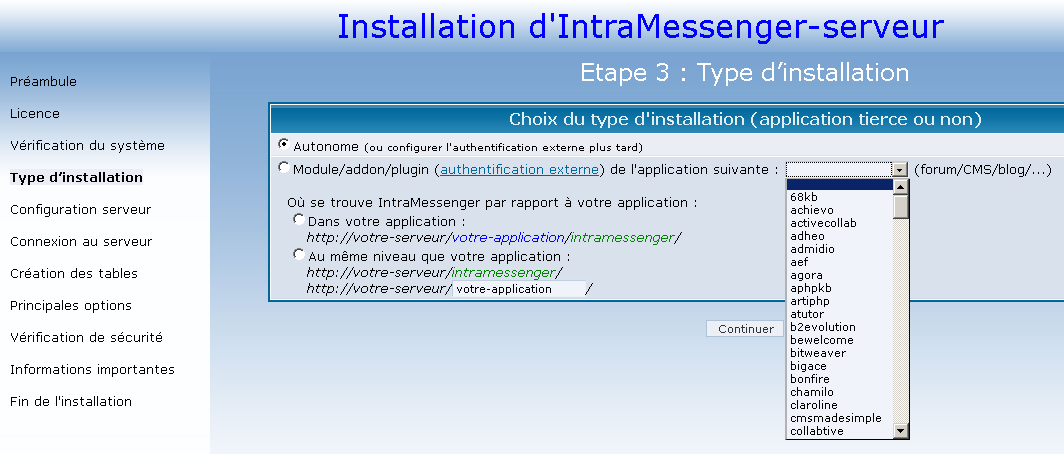 Installation d'IntraMessenger-serveur
Préambule
Licence
Vérification du système
Type d’installation
Configuration serveur
Connexion au serveur
Création des tables
Principales options
Vérification de sécurité
Informations importantes
Fin de l'installation
Etape 3 : Type d’installation
Choix du type d'installation (application tierce ou non)
Autonome (ou configurer l'authentification externe plus tard)
Module/addon/plugin (authentification externe) de l'application suivante : (forum/CMS/blog/...)
Où se trouve IntraMessenger par rapport à votre application :
Dans votre application :
http://votre-serveur/votre-application/intramessenger/
Au même niveau que votre application :
http://votre-serveur/intramessenger/
http://votre-serveur/votre-application/
Continuer
68kb
achievo
activecollab
adheo
admidio
aef
agora
aphpkb
artiphp
atutor
b2evolution
bewelcome
bitweaver
bigace
bonfire
chamilo
claroline
cmsmadesimple
collabtive